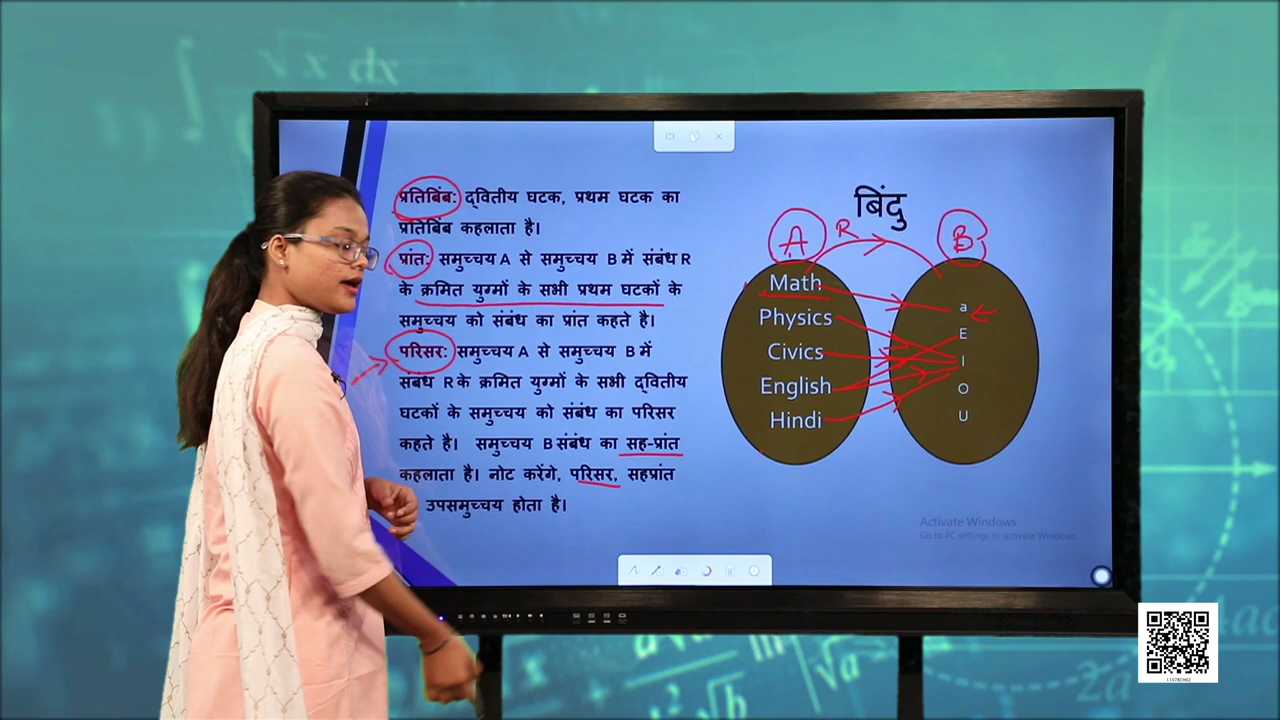 √x dx
प्रतिबिंब: द्वितीय घटक, प्रथम घटक का
प्रतिबिंब कहलाता है।
प्रांत: समुच्चय A से समुच्चय B में संबंध R
के क्रमित युग्मों के सभी प्रथम घटकों के
समुच्चय को संबंध का प्रांत कहते है।
परिसर: समुच्चय A से समुच्चय B में
संबंध R के क्रमित युग्मों के सभी द्वितीय
घटकों के समुच्चय को संबंध का परिसर
कहते है। समुच्चय B संबंध का सह-प्रांत
कहलाता है। नोट करेंगे, परिसर, सहप्रांत
उपसमुच्चय होता है।
बिंदु
A R B
Math
Physics
Civics
English
Hindi
a
E
I
O
U
Activate Windows
Go to PC settings to activate Windows.
11078CH02